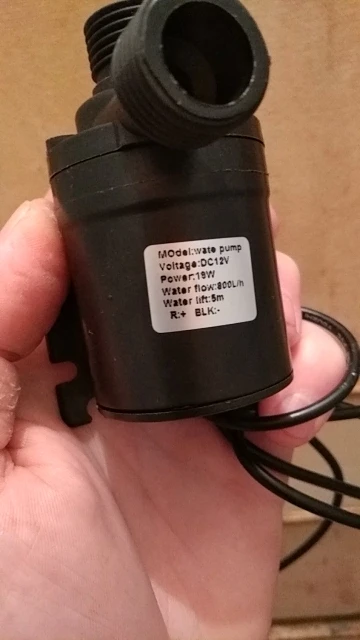 MOdel:wate pump
Voltage:DC12V
Power:19W
Water flow:800L/h
Water lift:5m
R:+ BLK:-